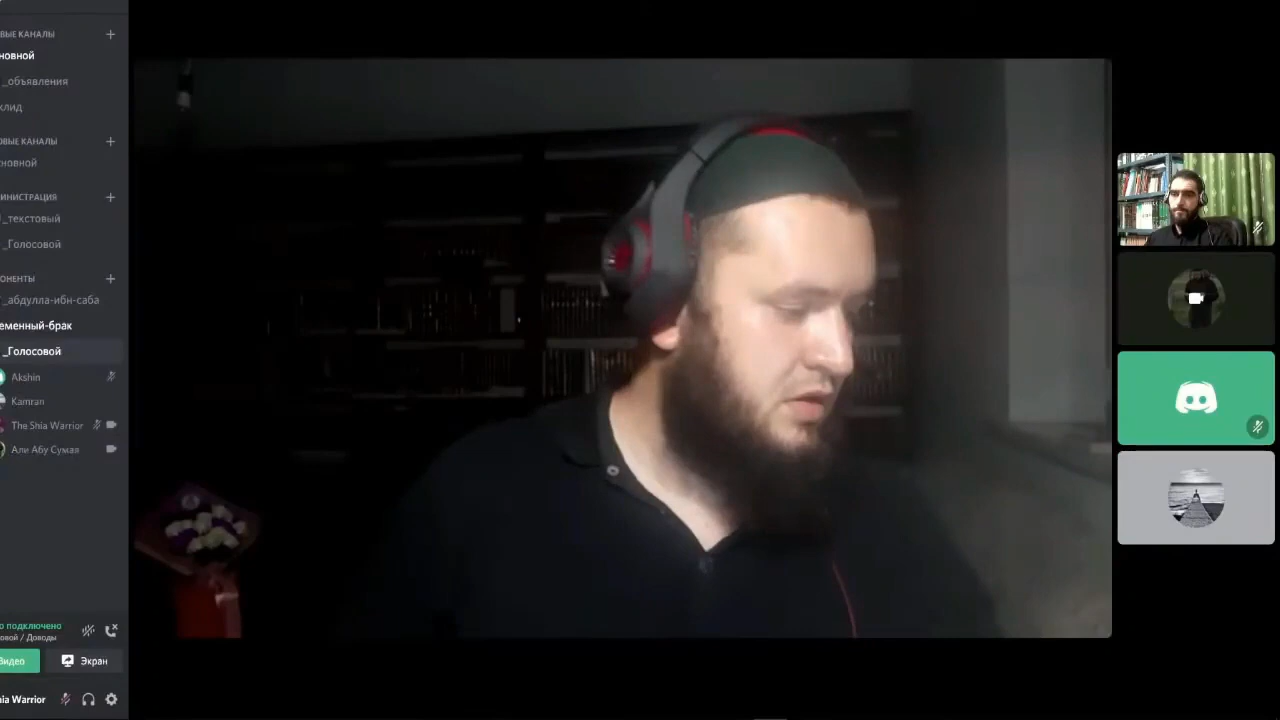 ВЫЕ КАНАЛЫ
новной
_объявления
клид
ОВЫЕ КАНАЛЫ
новной
ИНИСТРАЦИЯ
_текстовый
_Голосовой
ОНЕНТЫ
_абдулла-ибн-саба
еменный-брак
_Голосовой
Akshin
Kamran
The Shia Warrior
Али Абу Сумая
о подключено
овой / Доводы
Видео
Экран
ia Warrior